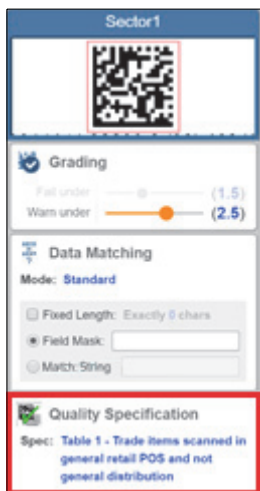 Sector1
Grading
Fail under (1.5)
Warn under (2.5)
Data Matching
Mode: Standard
Fixed Length: Exactly 0 chars
Field Mask:
Match: String
Quality Specification
Spec: Table 1 - Trade items scanned in
general retail POS and not
general distribution